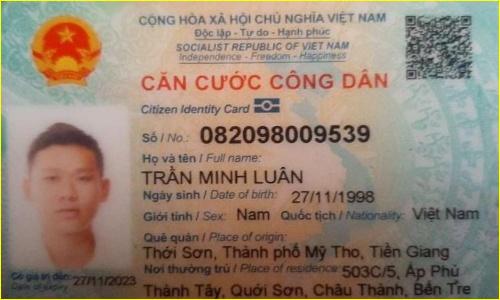 CỘNG HÒA XÃ HỘI CHỦ NGHĨA VIỆT NAM
Độc lập - Tự do - Hạnh phúc
SOCIALIST REPUBLIC OF VIET NAM
Independence - Freedom - Happiness
CĂN CƯỚC CÔNG DÂN
Citizen Identity Card
Số / No.: 082098009539
Họ và tên / Full name:
TRẦN MINH LUÂN
Ngày sinh / Date of birth: 27/11/1998
Giới tính / Sex: Nam Quốc tịch / Nationality: Việt Nam
Quê quán / Place of origin:
Thới Sơn, Thành phố Mỹ Tho, Tiền Giang
Nơi thường trú / Place of residence: 503C/5, Ấp Phú
Thành Tây, Quới Sơn, Châu Thành, Bến Tre
Có giá trị đến: 27/11/2023
Date of expiry